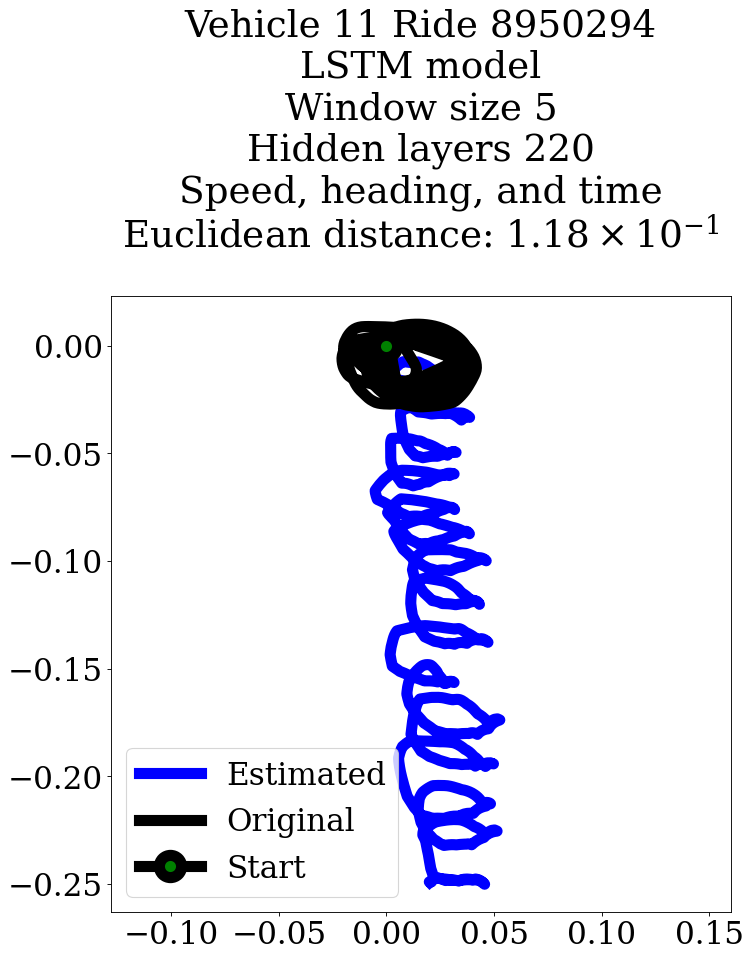 Vehicle 11 Ride 8950294
LSTM model
Window size 5
Hidden layers 220
Speed, heading, and time
Euclidean distance: 1.18 × 10⁻¹
0.00
−0.05
−0.10
−0.15
−0.20
−0.25
Estimated
Original
Start
−0.10 −0.05 0.00 0.05 0.10 0.15